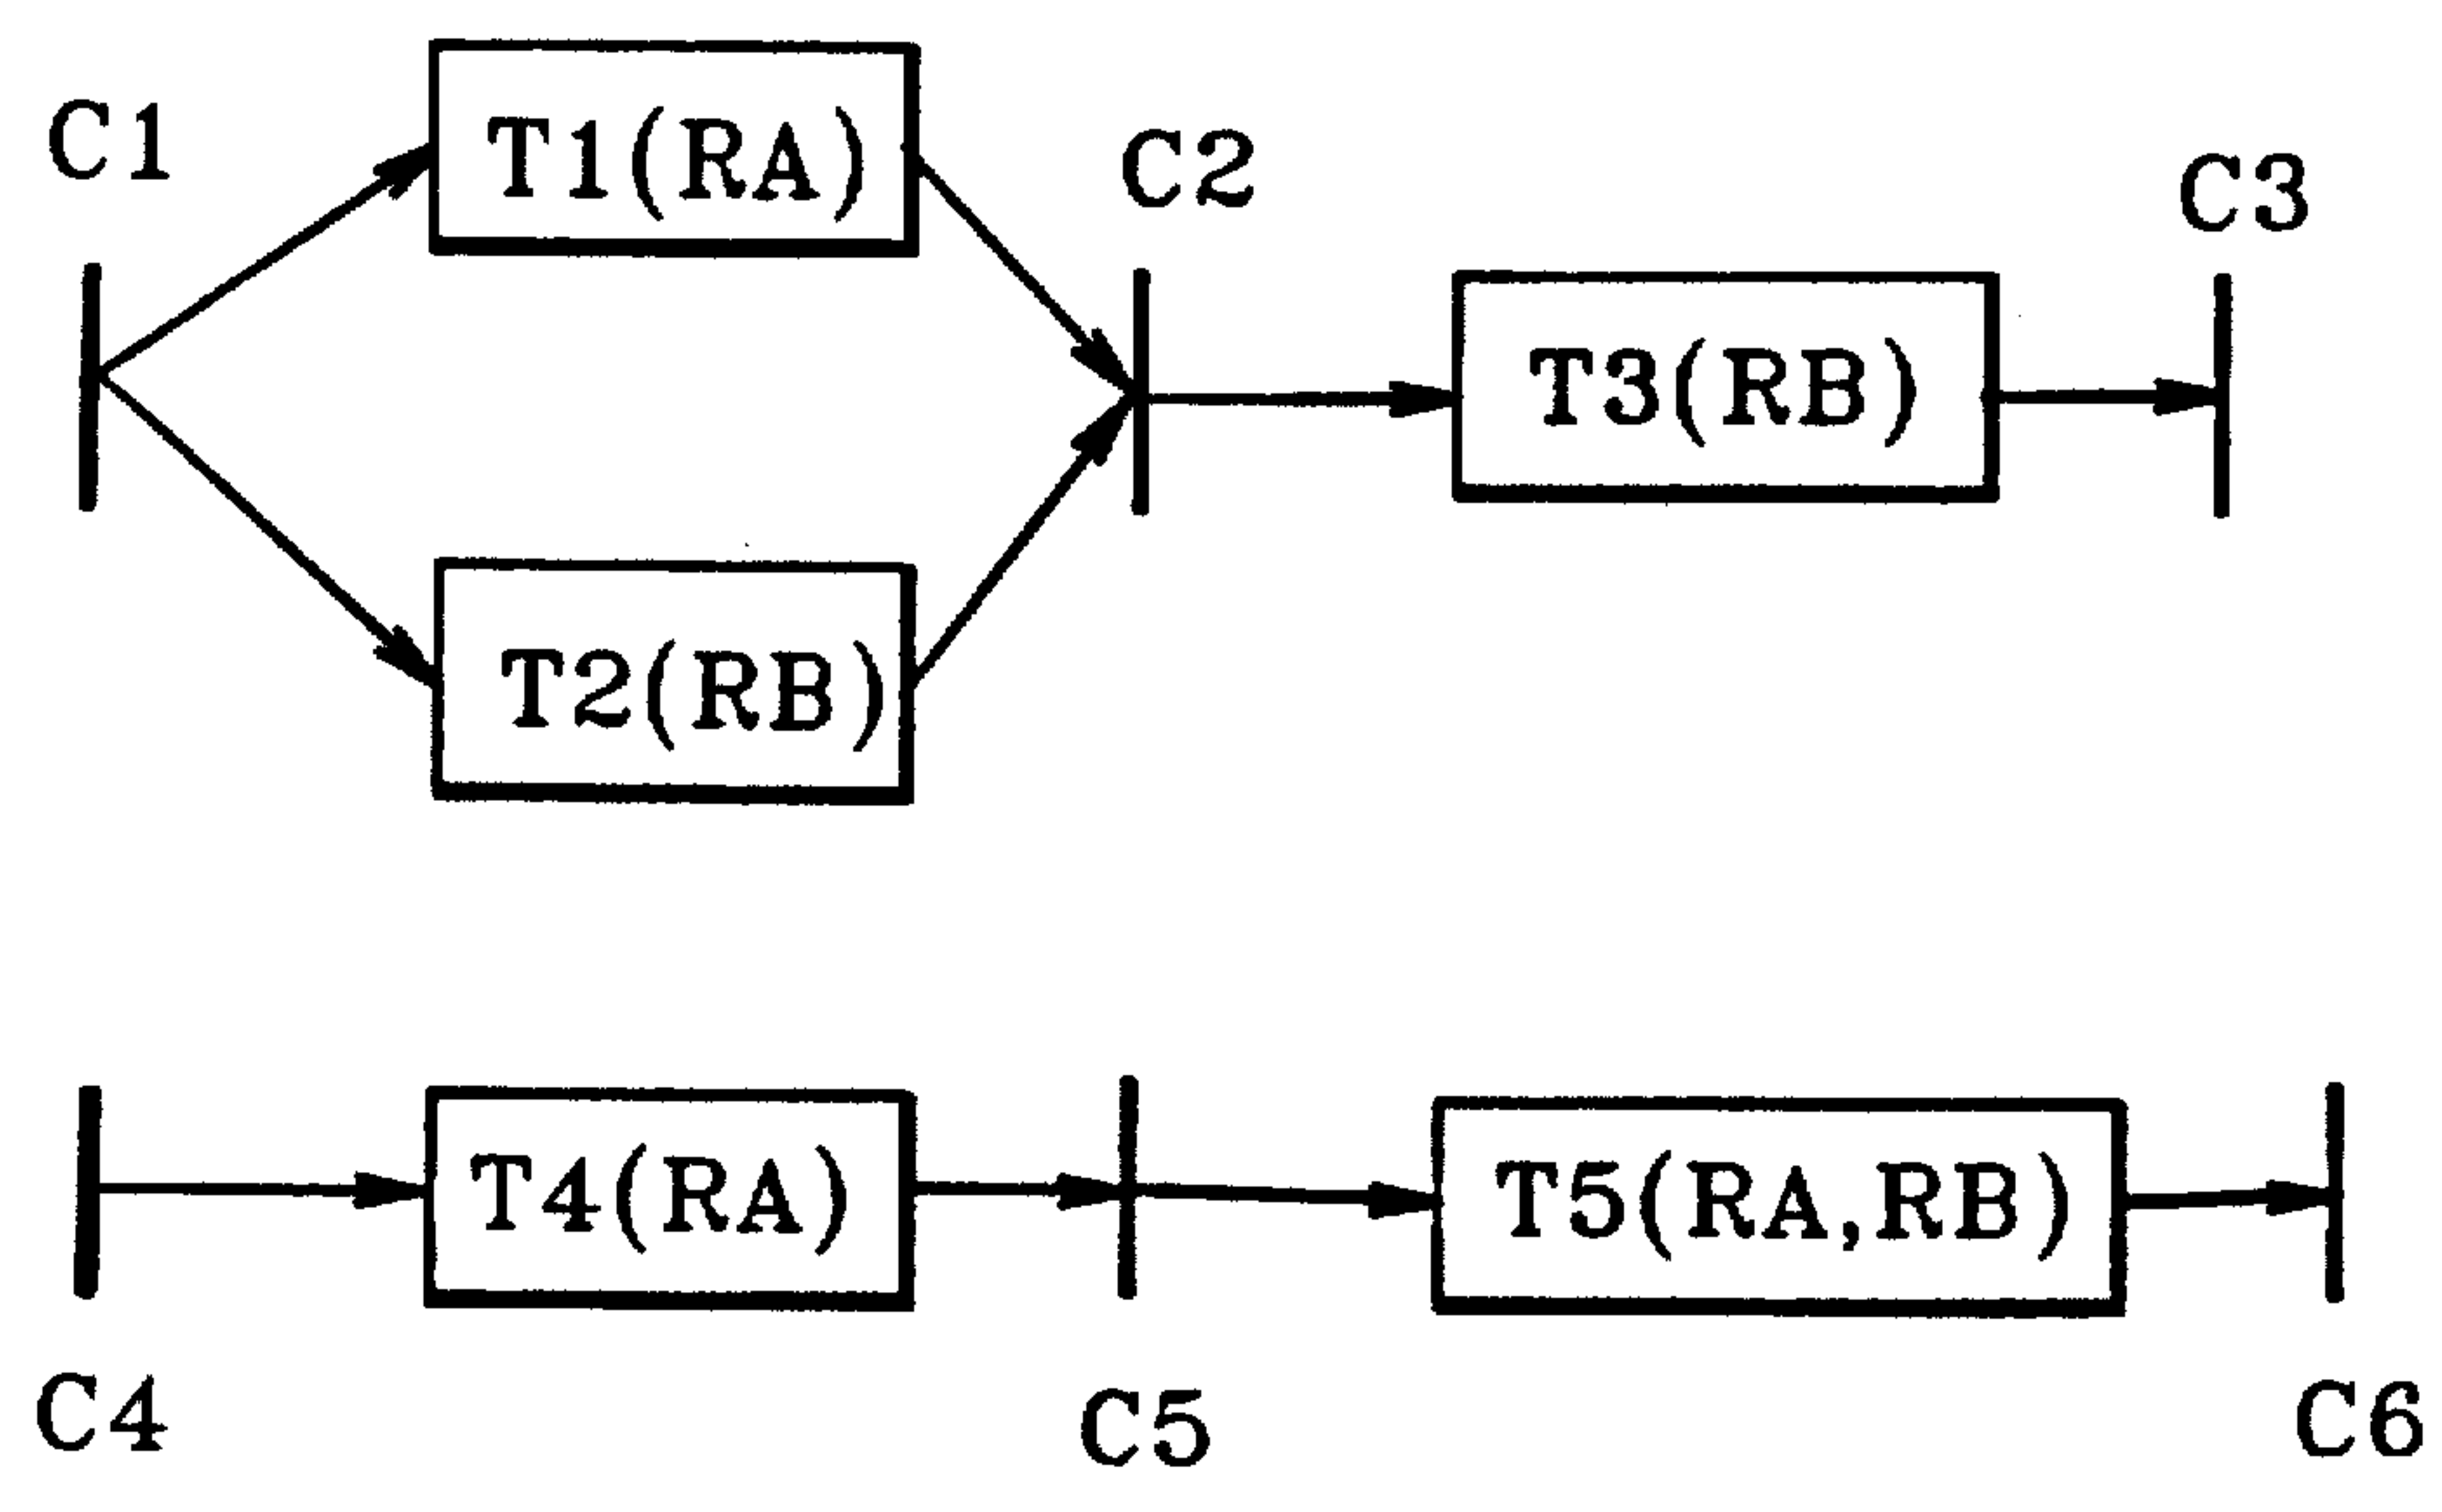 C1
T1(RA)
C2
C3
T3(RB)
T2(RB)
T4(RA)
T5(RA,RB)
C4
C5
C6